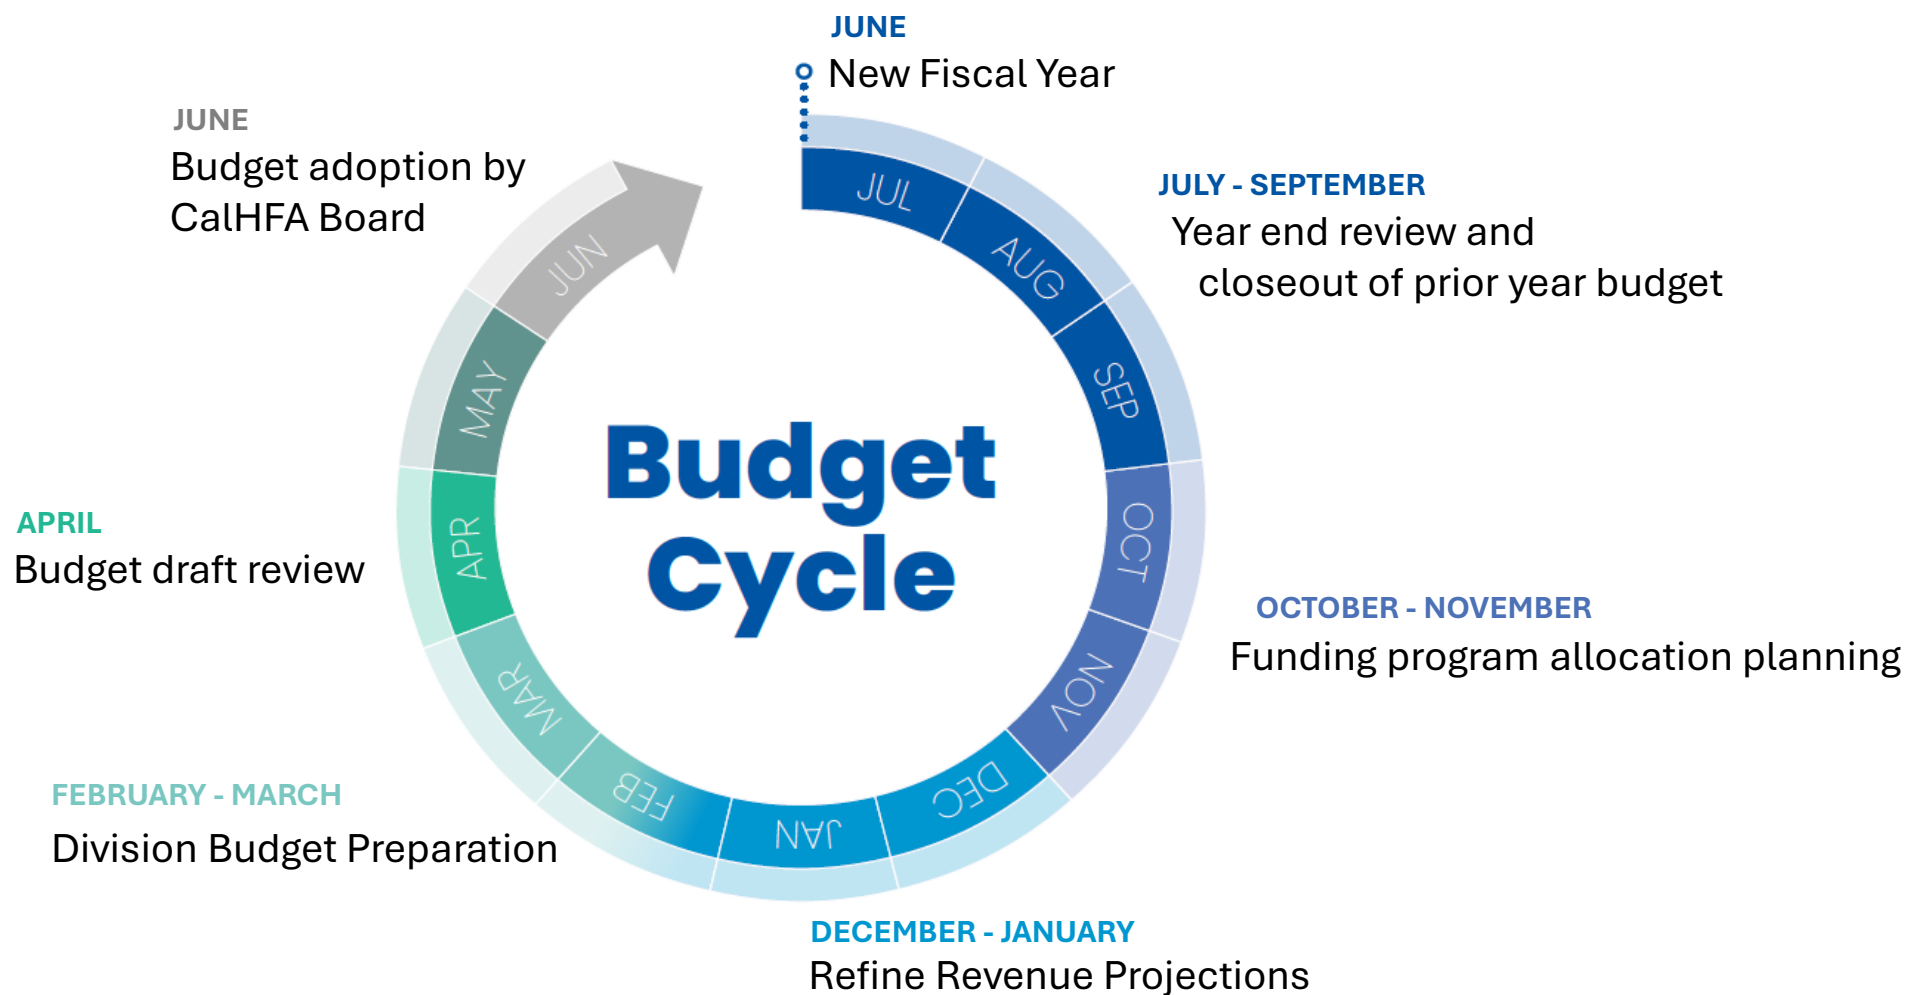 JUNE
New Fiscal Year
JULY - SEPTEMBER
Year end review and
closeout of prior year budget
OCTOBER - NOVEMBER
Funding program allocation planning
DECEMBER - JANUARY
Refine Revenue Projections
FEBRUARY - MARCH
Division Budget Preparation
APRIL
Budget draft review
JUNE
Budget adoption by
CalHFA Board
JUL
AUG
SEP
OCT
NOV
DEC
JAN
FEB
MAR
APR
MAY
JUN
Budget
Cycle